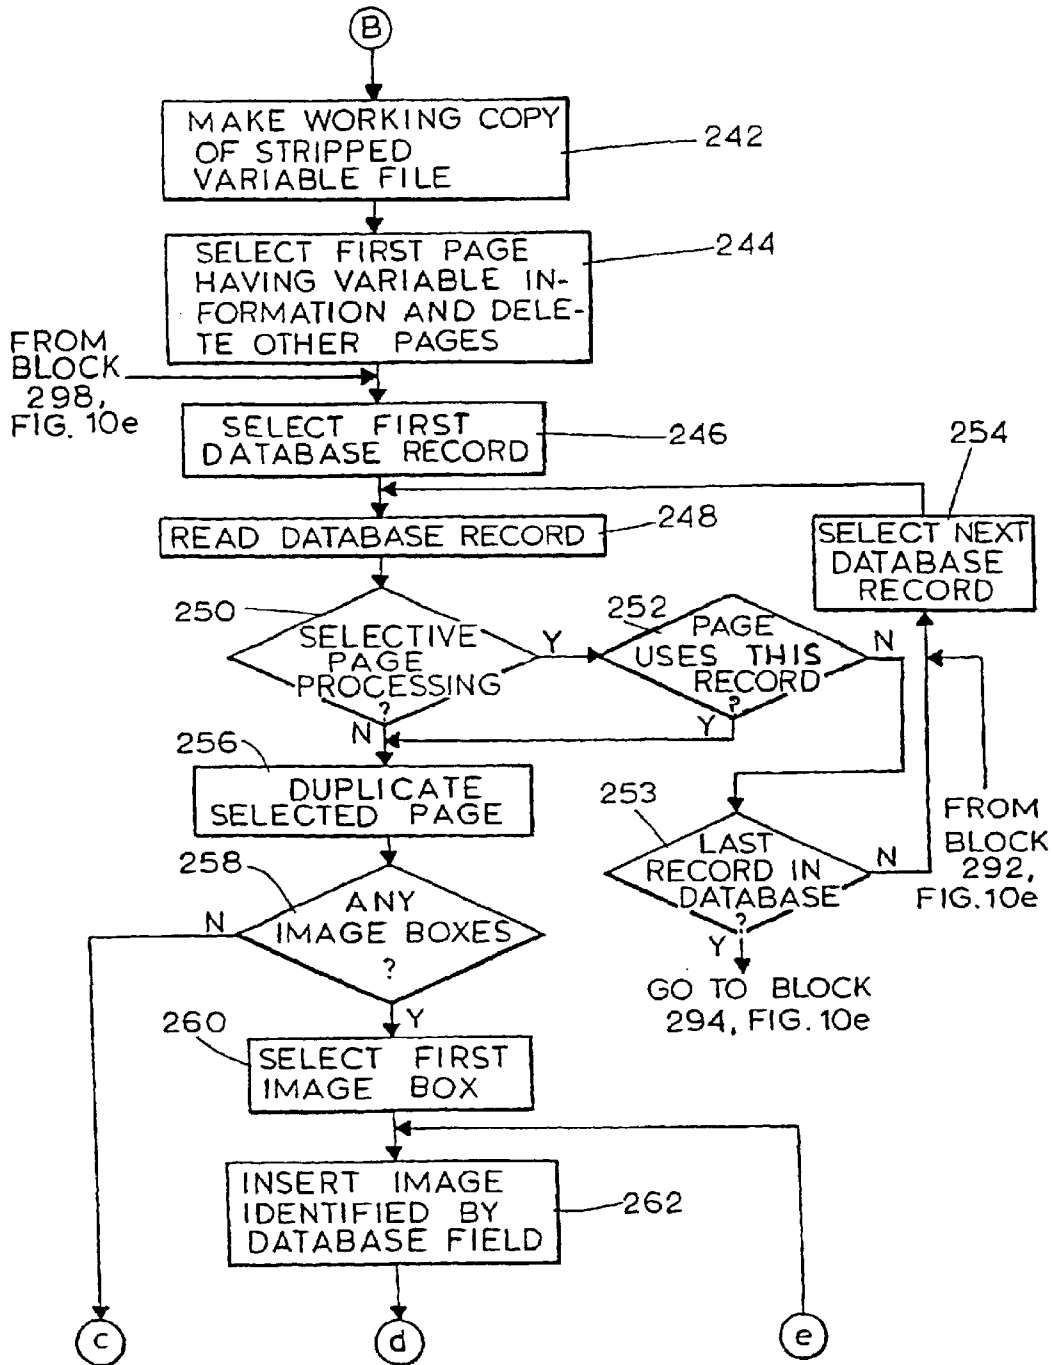 B
MAKE WORKING COPY
OF STRIPPED
VARIABLE FILE
242
SELECT FIRST PAGE
HAVING VARIABLE IN-
FORMATION AND DELE-
TE OTHER PAGES
244
FROM
BLOCK
298,
FIG. 10e
SELECT FIRST
DATABASE RECORD
246
254
READ DATABASE RECORD
248
SELECT NEXT
DATABASE
RECORD
250
SELECTIVE
PAGE
PROCESSING
?
Y
N
252
PAGE
USES THIS
RECORD
?
N
Y
256
DUPLICATE
SELECTED PAGE
253
LAST
RECORD IN
DATABASE
?
N
Y
FROM
BLOCK
292,
FIG.10e
258
ANY
IMAGE BOXES
?
N
Y
GO TO BLOCK
294, FIG. 10e
260
SELECT FIRST
IMAGE BOX
INSERT IMAGE
IDENTIFIED BY
DATABASE FIELD
262
c
d
e